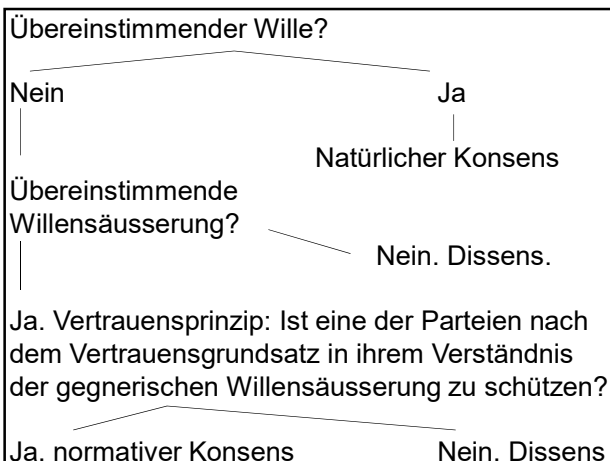 Übereinstimmender Wille?
Nein
Ja
Natürlicher Konsens
Übereinstimmende
Willensäusserung?
Nein. Dissens.
Ja. Vertrauensprinzip: Ist eine der Parteien nach
dem Vertrauensgrundsatz in ihrem Verständnis
der gegnerischen Willensäusserung zu schützen?
Ja. normativer Konsens
Nein. Dissens